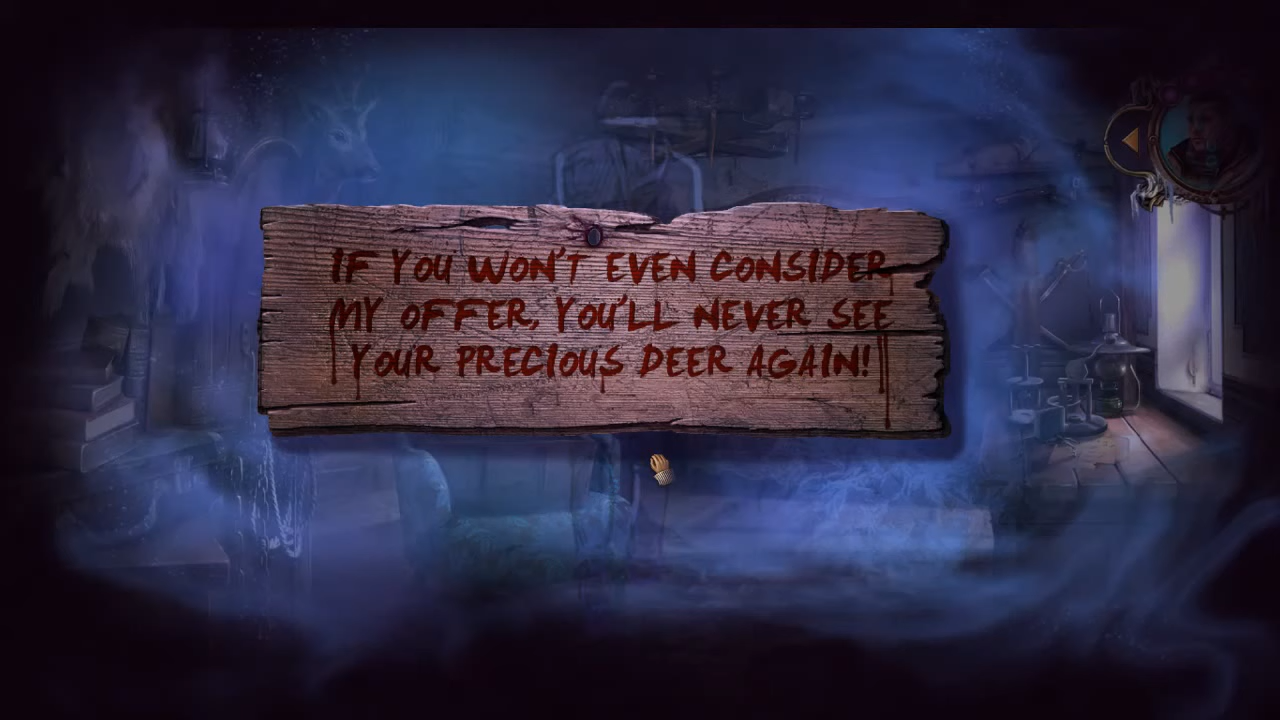 IF YOU WON'T EVEN CONSIDER
MY OFFER, YOU'LL NEVER SEE
YOUR PRECIOUS DEER AGAIN!